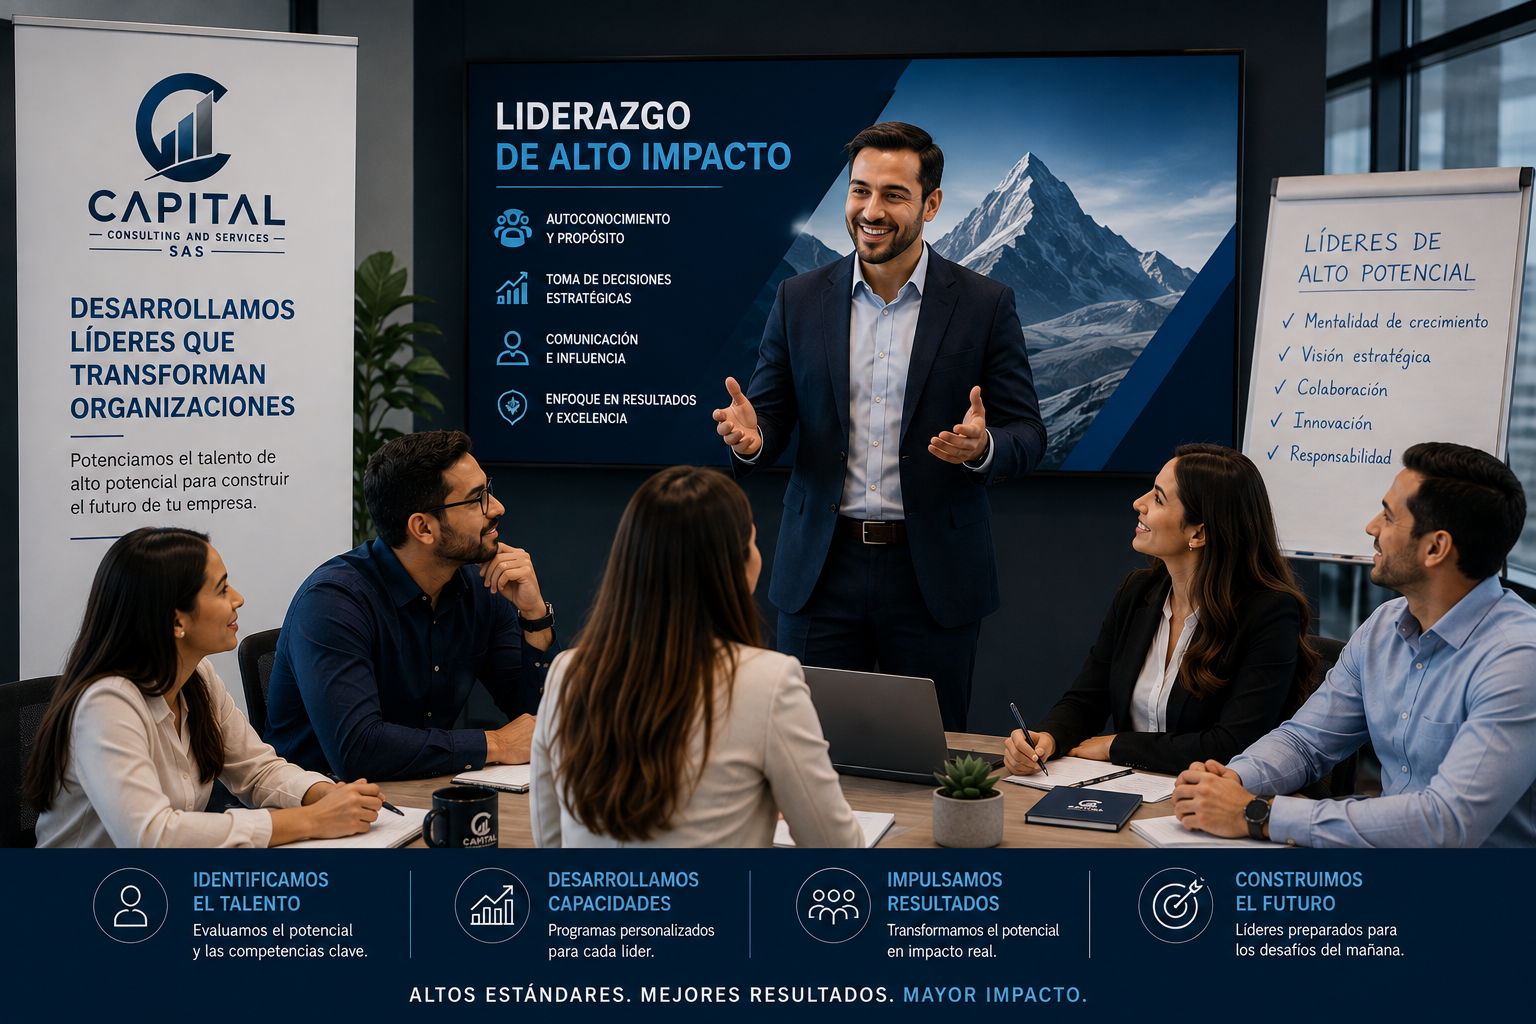 CAPITAL
CONSULTING AND SERVICES
SAS
DESARROLLAMOS
LÍDERES QUE
TRANSFORMAN
ORGANIZACIONES
Potenciamos el talento de
alto potencial para construir
el futuro de tu empresa.
LIDERAZGO
DE ALTO IMPACTO
AUTOCONOCIMIENTO
Y PROPÓSITO
TOMA DE DECISIONES
ESTRATÉGICAS
COMUNICACIÓN
E INFLUENCIA
ENFOQUE EN RESULTADOS
Y EXCELENCIA
LÍDERES DE
ALTO POTENCIAL
✓ Mentalidad de crecimiento
✓ Visión estratégica
✓ Colaboración
✓ Innovación
✓ Responsabilidad
CAPITAL
IDENTIFICAMOS
EL TALENTO
Evaluamos el potencial
y las competencias clave.
DESARROLLAMOS
CAPACIDADES
Programas personalizados
para cada líder.
IMPULSAMOS
RESULTADOS
Transformamos el potencial
en impacto real.
CONSTRUIMOS
EL FUTURO
Líderes preparados para
los desafíos del mañana.
ALTOS ESTÁNDARES. MEJORES RESULTADOS. MAYOR IMPACTO.